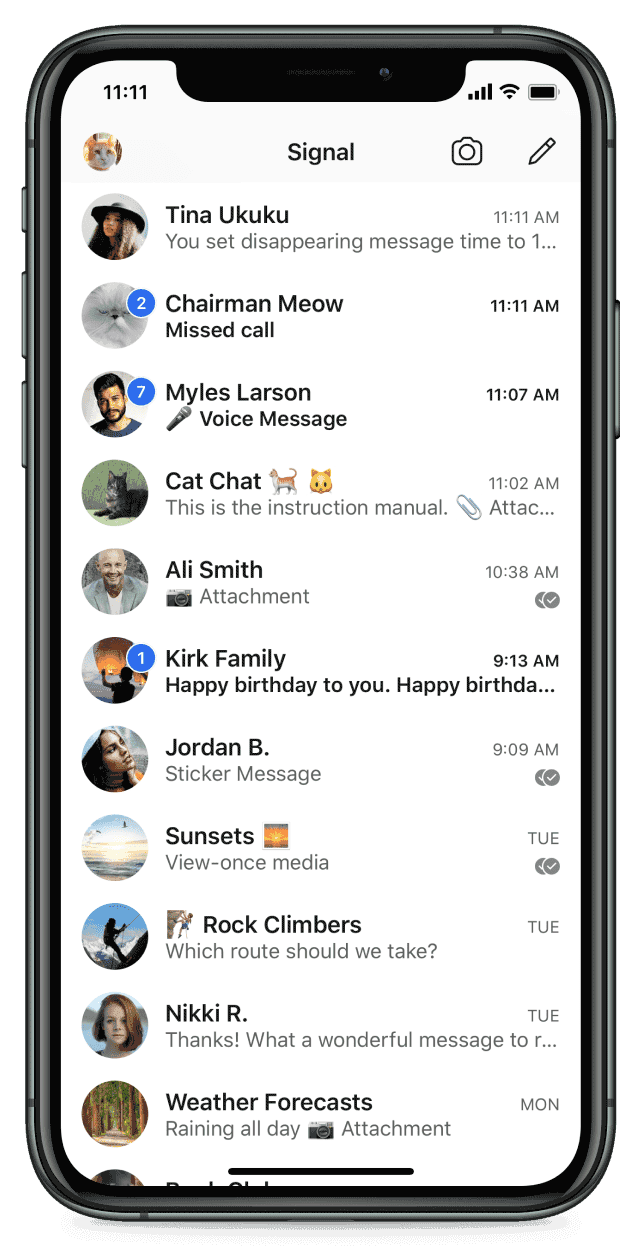 11:11
Signal
Tina Ukuku 11:11 AM
You set disappearing message time to 1...
2
Chairman Meow 11:11 AM
Missed call
7
Myles Larson 11:07 AM
🎤 Voice Message
Cat Chat 🐈 🐱 11:02 AM
This is the instruction manual. 📎 Attac...
Ali Smith 10:38 AM
📷 Attachment
1
Kirk Family 9:13 AM
Happy birthday to you. Happy birthda...
Jordan B. 9:09 AM
Sticker Message
Sunsets 🌅 TUE
View-once media
🧗 Rock Climbers TUE
Which route should we take?
Nikki R. TUE
Thanks! What a wonderful message to r...
Weather Forecasts MON
Raining all day 📷 Attachment